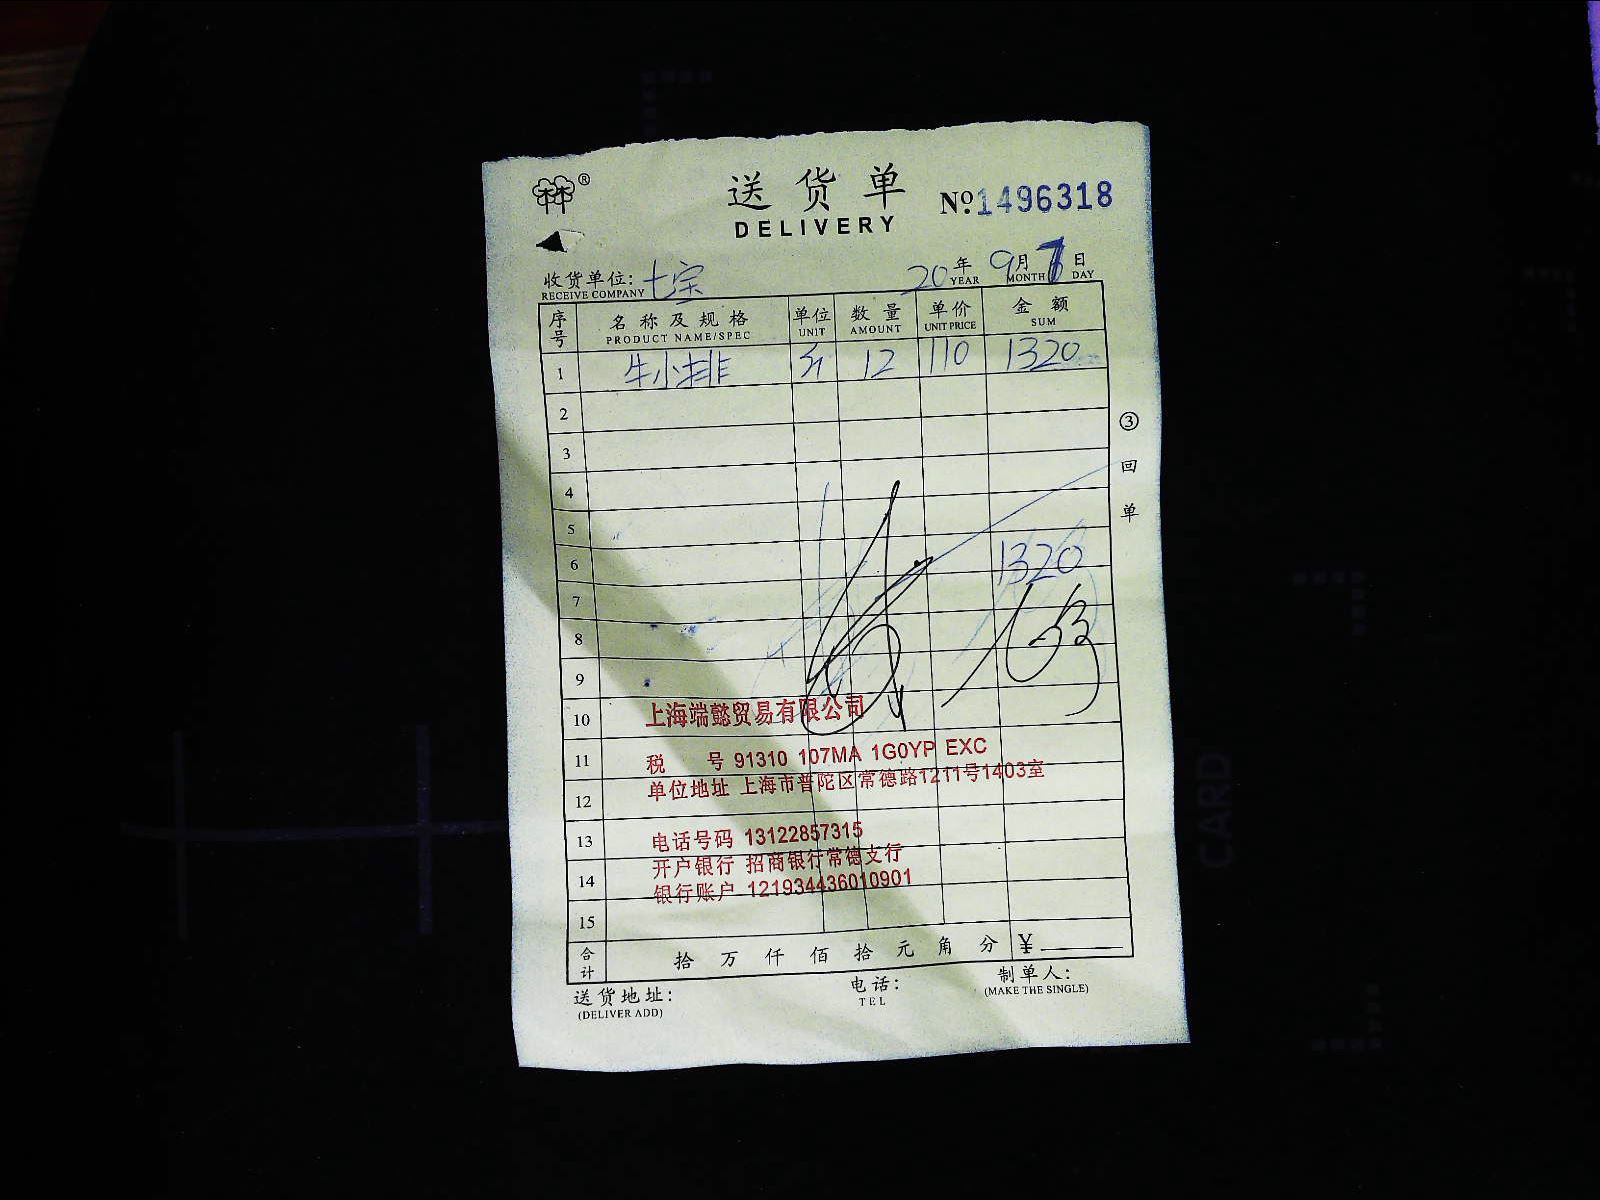 林林®
送货单
DELIVERY
№1496318
收货单位: 七宝
RECEIVE COMPANY
20年 9月 日
YEAR MONTH DAY
序号 名称及规格 单位 数量 单价 金额
PRODUCT NAME/SPEC UNIT AMOUNT UNIT PRICE SUM
1 牛小排 斤 12 110 1320
2
3
4
5
6 1320
7
8
9
10
上海端懿贸易有限公司
11 税 号 91310 107MA 1G0YP EXC
12 单位地址 上海市普陀区常德路1211号1403室
13 电话号码 13122857315
14 开户银行 招商银行常德支行
银行账户 121934436010901
15
合计 拾 万 仟 佰 拾 元 角 分 ¥
③回单
送货地址: 电话: 制单人:
(DELIVER ADD) TEL (MAKE THE SINGLE)
CARD